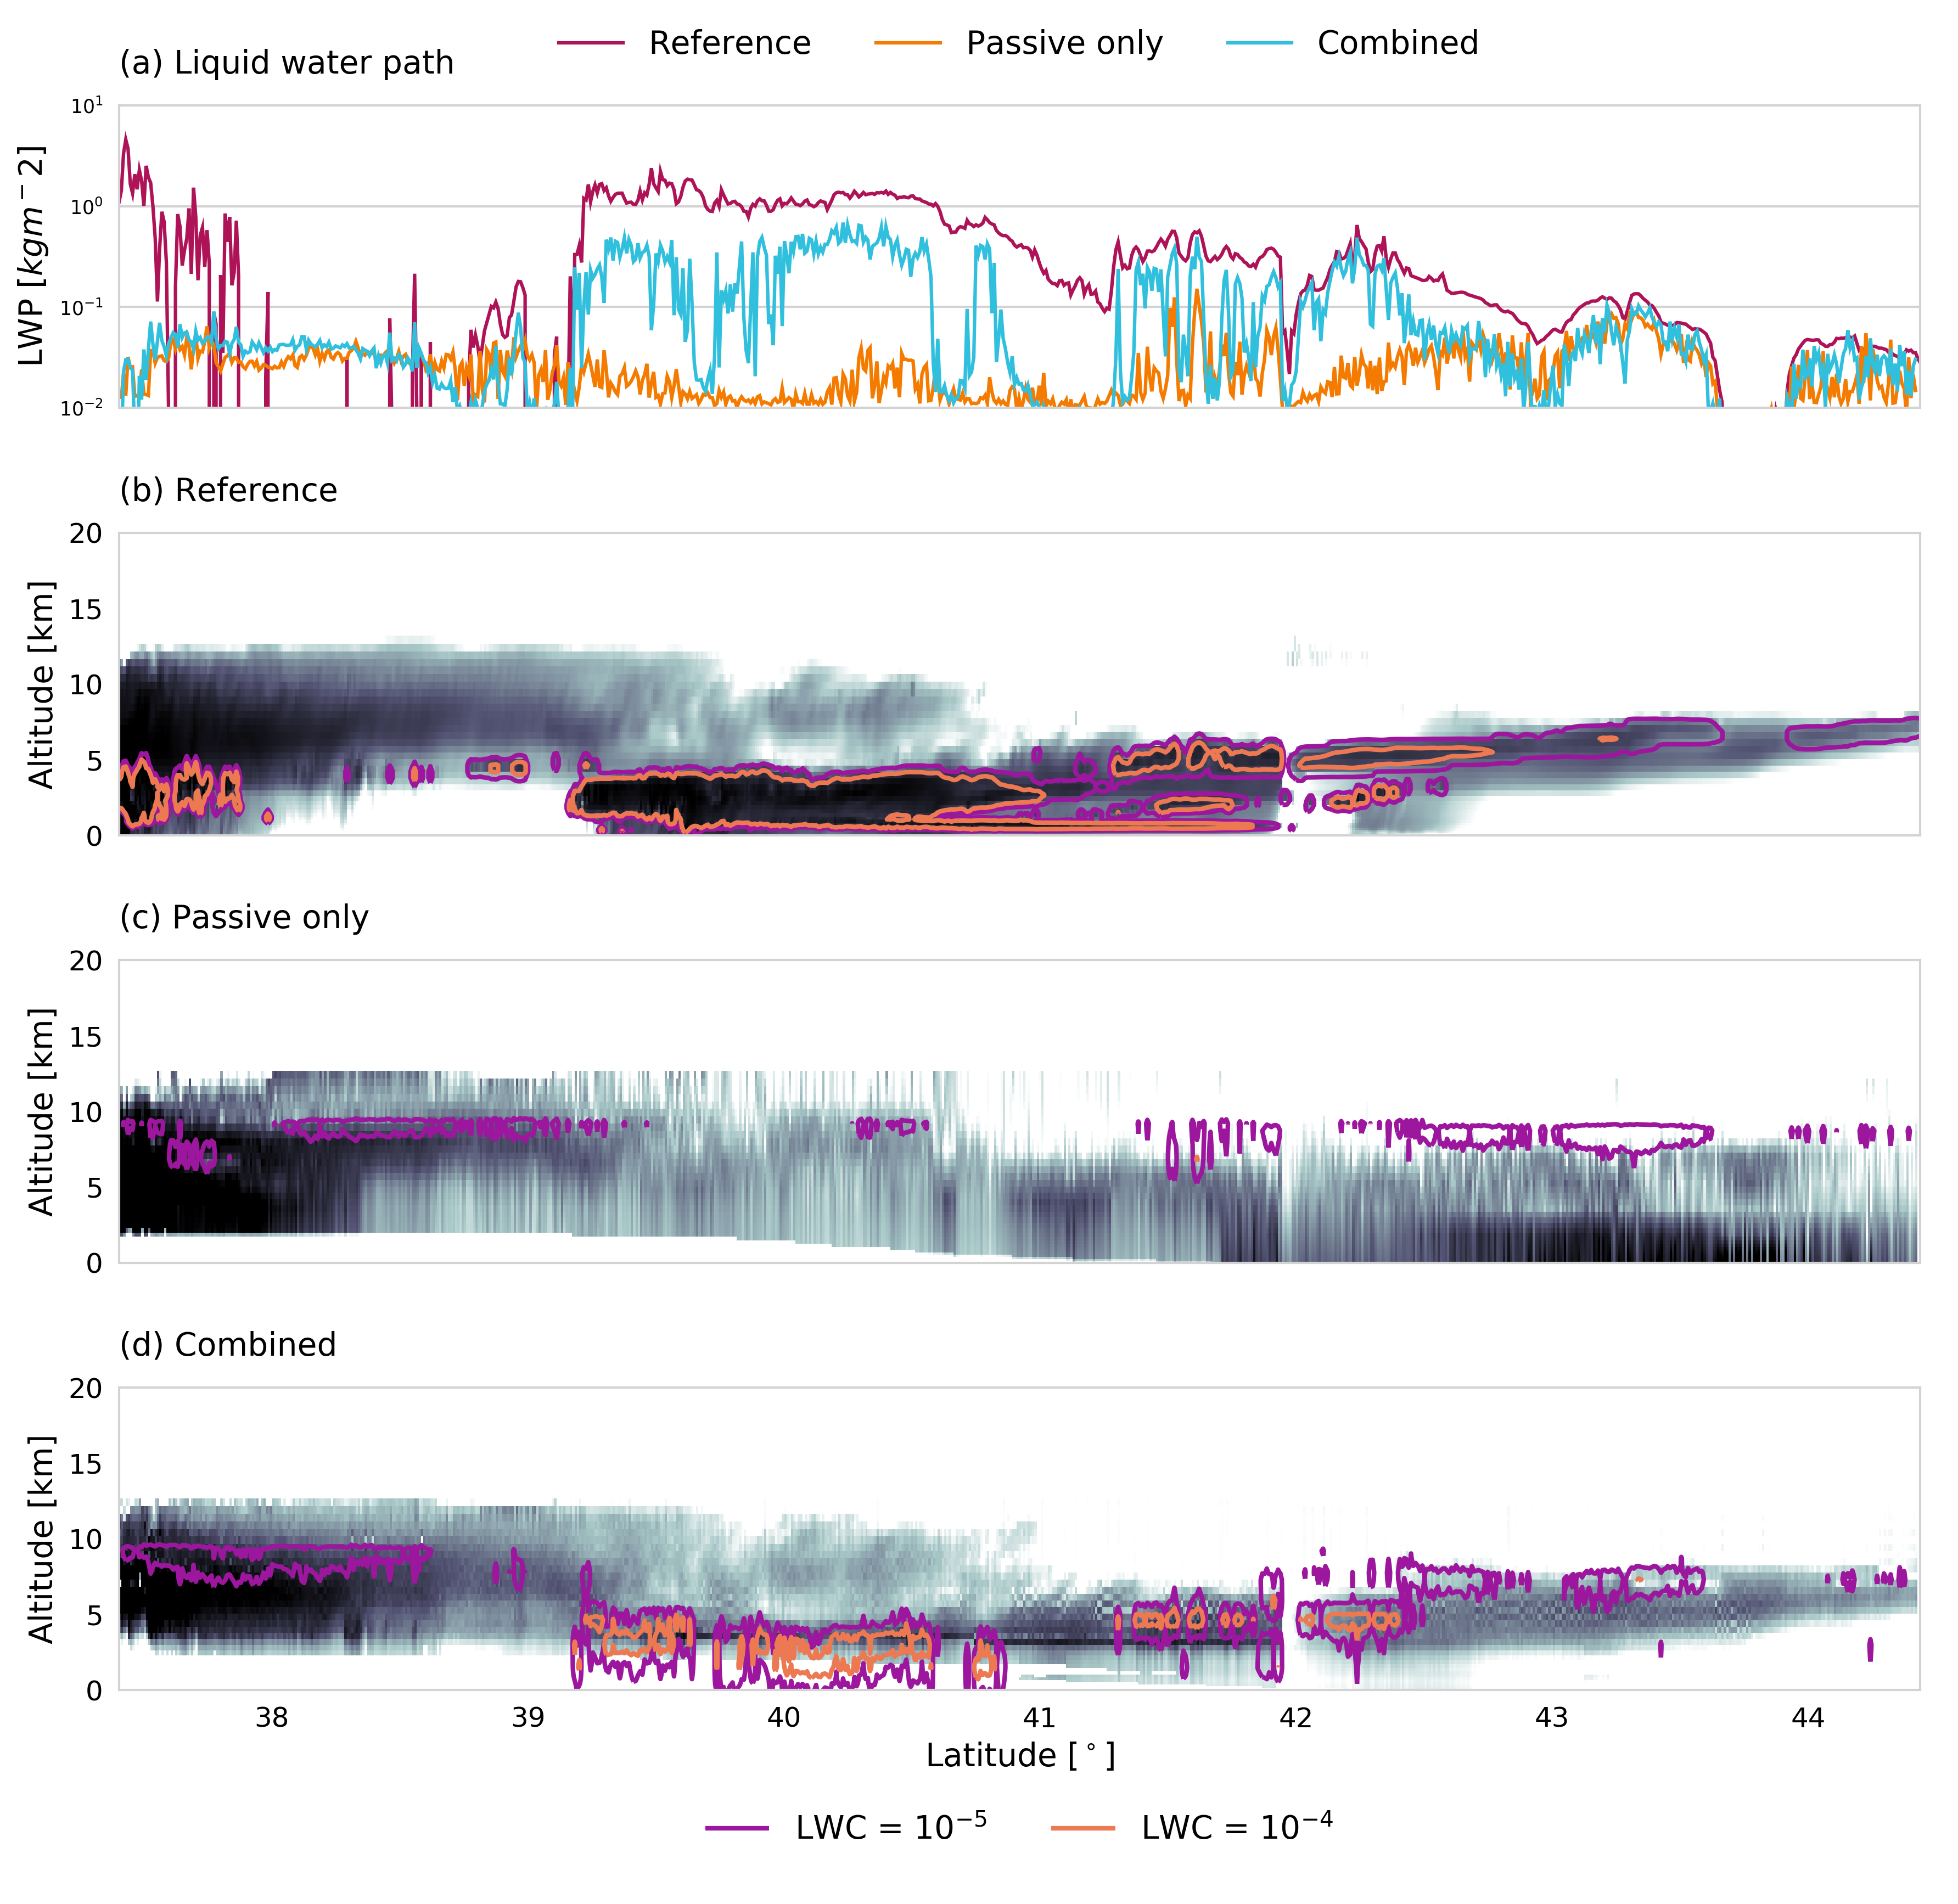 Reference Passive only Combined
(a) Liquid water path
10¹
10⁰
10⁻¹
10⁻²
LWP [kgm − 2]
(b) Reference
20
15
10
5
0
Altitude [km]
(c) Passive only
20
15
10
5
0
Altitude [km]
(d) Combined
20
15
10
5
0
Altitude [km]
38 39 40 41 42 43 44
Latitude [°]
LWC = 10⁻⁵ LWC = 10⁻⁴